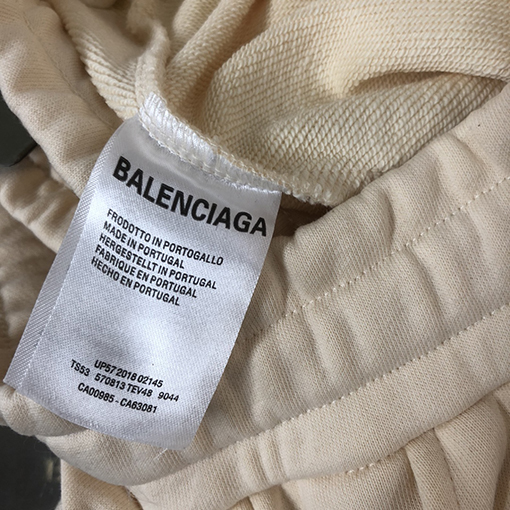 BALENCIAGA
FRODOTTO IN PORTOGALLO
MADE IN PORTUGAL
HERGESTELLT IN PORTUGAL
FABRIQUE EN PORTUGAL
HECHO EN PORTUGAL
UP57 2018 02145
TS53 570813 TEV48 9044
CA00985 - CA63081